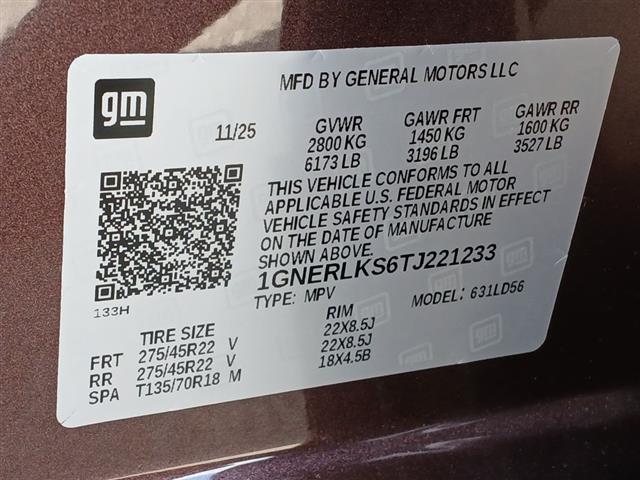 gm
MFD BY GENERAL MOTORS LLC
11/25 GVWR GAWR FRT GAWR RR
2800 KG 1450 KG 1600 KG
6173 LB 3196 LB 3527 LB
THIS VEHICLE CONFORMS TO ALL
APPLICABLE U.S. FEDERAL MOTOR
VEHICLE SAFETY STANDARDS IN EFFECT
ON THE DATE OF MANUFACTURE
SHOWN ABOVE.
1GNERLKS6TJ221233
133H
TYPE: MPV MODEL: 631LD56
TIRE SIZE RIM
FRT 275/45R22 V 22X8.5J
RR 275/45R22 V 22X8.5J
SPA T135/70R18 M 18X4.5B